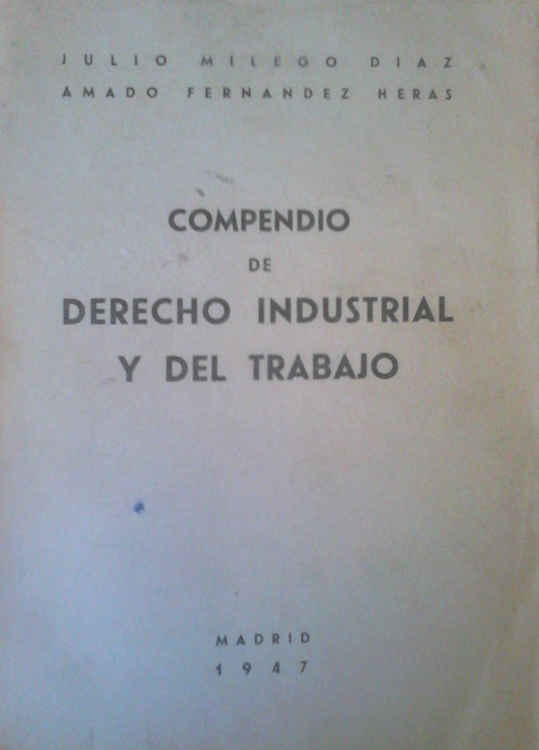 JULIO MILEGO DIAZ
AMADO FERNANDEZ HERAS
COMPENDIO
DE
DERECHO INDUSTRIAL
Y DEL TRABAJO
MADRID
1947